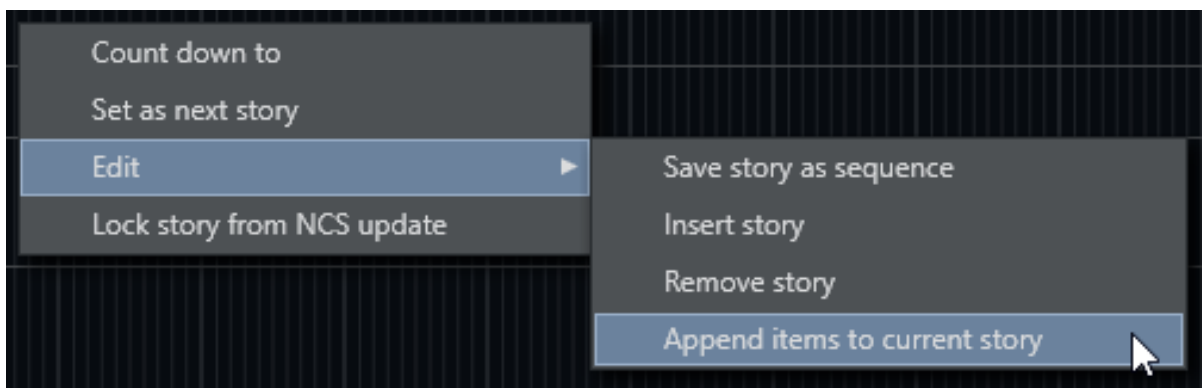 Count down to
Set as next story
Edit
Lock story from NCS update
Save story as sequence
Insert story
Remove story
Append items to current story